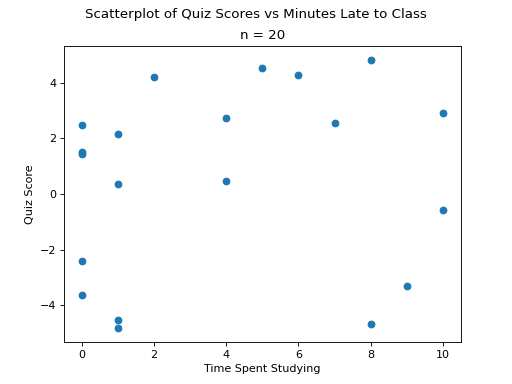 Scatterplot of Quiz Scores vs Minutes Late to Class
n = 20
4
2
0
−2
−4
Quiz Score
0 2 4 6 8 10
Time Spent Studying